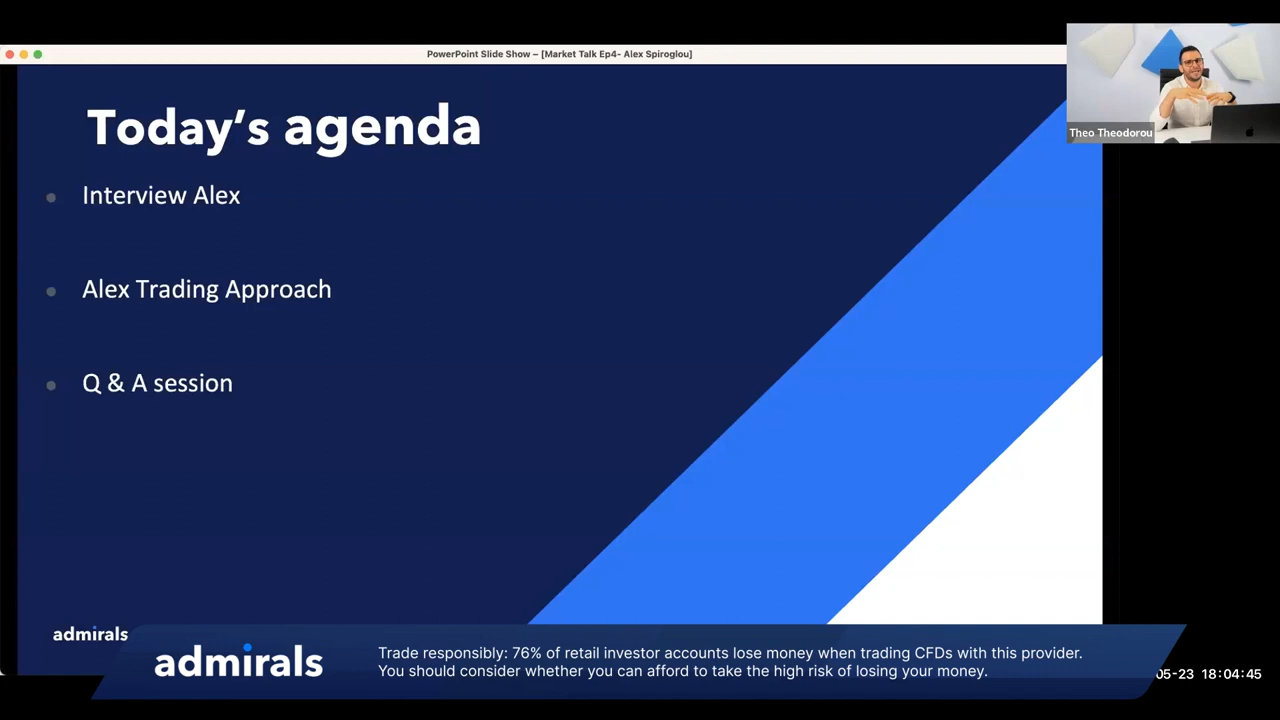 PowerPoint Slide Show – [Market Talk Ep4- Alex Spiroglou]
Theo Theodorou
Today's agenda
Interview Alex
Alex Trading Approach
Q & A session
admirals
admirals
Trade responsibly: 76% of retail investor accounts lose money when trading CFDs with this provider.
You should consider whether you can afford to take the high risk of losing your money.
05-23 18:04:45